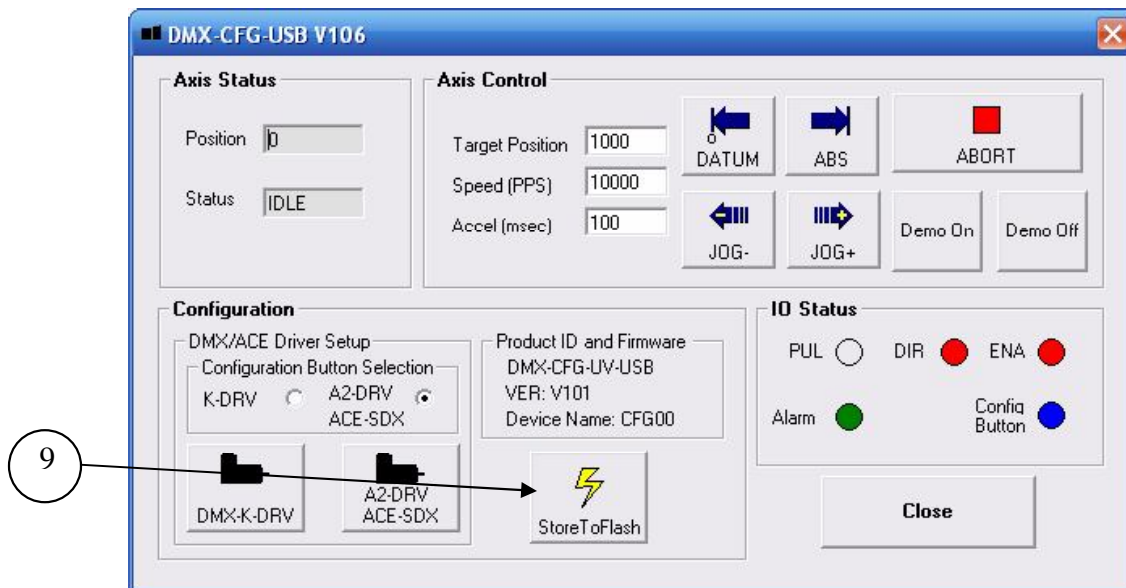 DMX-CFG-USB V106
Axis Status
Position 0
Status IDLE
Axis Control
Target Position 1000
Speed (PPS) 10000
Accel (msec) 100
DATUM
ABS
ABORT
JOG-
JOG+
Demo On
Demo Off
Configuration
DMX/ACE Driver Setup
Configuration Button Selection
K-DRV
A2-DRV
ACE-SDX
DMX-K-DRV
A2-DRV
ACE-SDX
Product ID and Firmware
DMX-CFG-UV-USB
VER: V101
Device Name: CFG00
StoreToFlash
IO Status
PUL
DIR
ENA
Alarm
Config
Button
Close
9